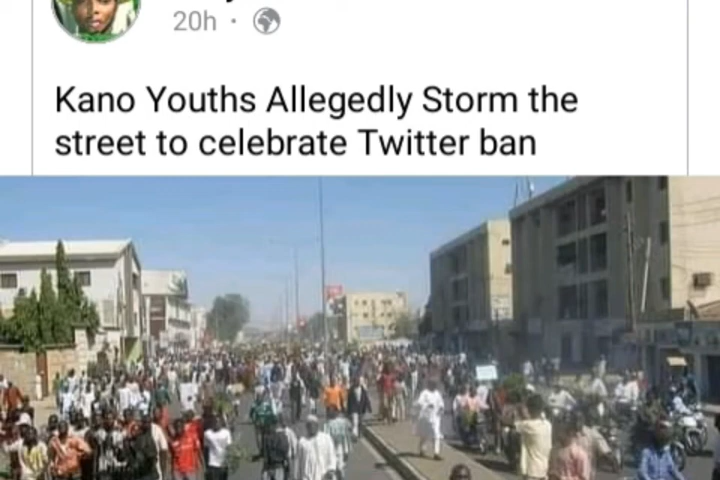 20h
Kano Youths Allegedly Storm the
street to celebrate Twitter ban